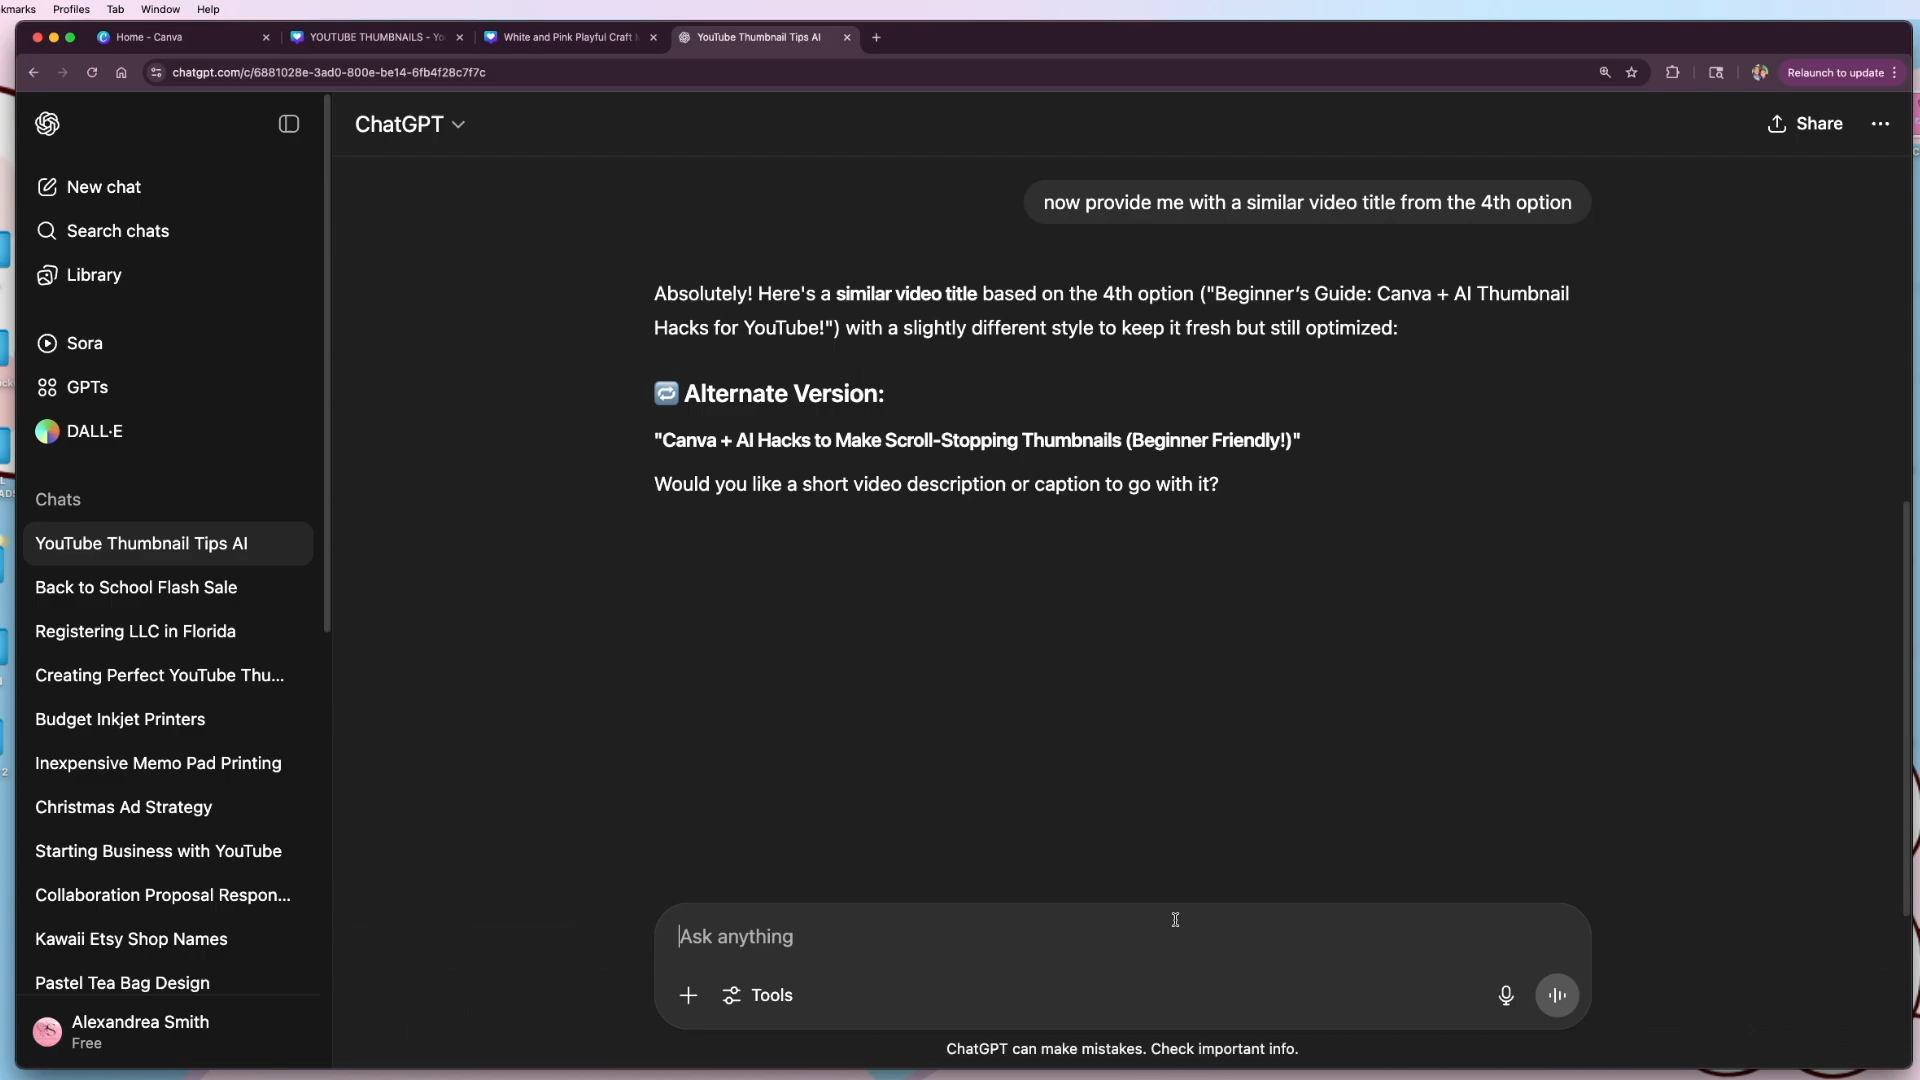 kmarks Profiles Tab Window Help
Home - Canva
YOUTUBE THUMBNAILS - Yo
White and Pink Playful Craft
YouTube Thumbnail Tips AI
chatgpt.com/c/6881028e-3ad0-800e-be14-6fb4f28c7f7c
Relaunch to update
ChatGPT
Share
New chat
Search chats
Library
Sora
GPTs
DALL·E
Chats
YouTube Thumbnail Tips AI
Back to School Flash Sale
Registering LLC in Florida
Creating Perfect YouTube Thu...
Budget Inkjet Printers
Inexpensive Memo Pad Printing
Christmas Ad Strategy
Starting Business with YouTube
Collaboration Proposal Respon...
Kawaii Etsy Shop Names
Pastel Tea Bag Design
Alexandrea Smith
Free
now provide me with a similar video title from the 4th option
Absolutely! Here's a similar video title based on the 4th option ("Beginner’s Guide: Canva + AI Thumbnail
Hacks for YouTube!") with a slightly different style to keep it fresh but still optimized:
🔁 Alternate Version:
"Canva + AI Hacks to Make Scroll-Stopping Thumbnails (Beginner Friendly!)"
Would you like a short video description or caption to go with it?
Ask anything
Tools
ChatGPT can make mistakes. Check important info.